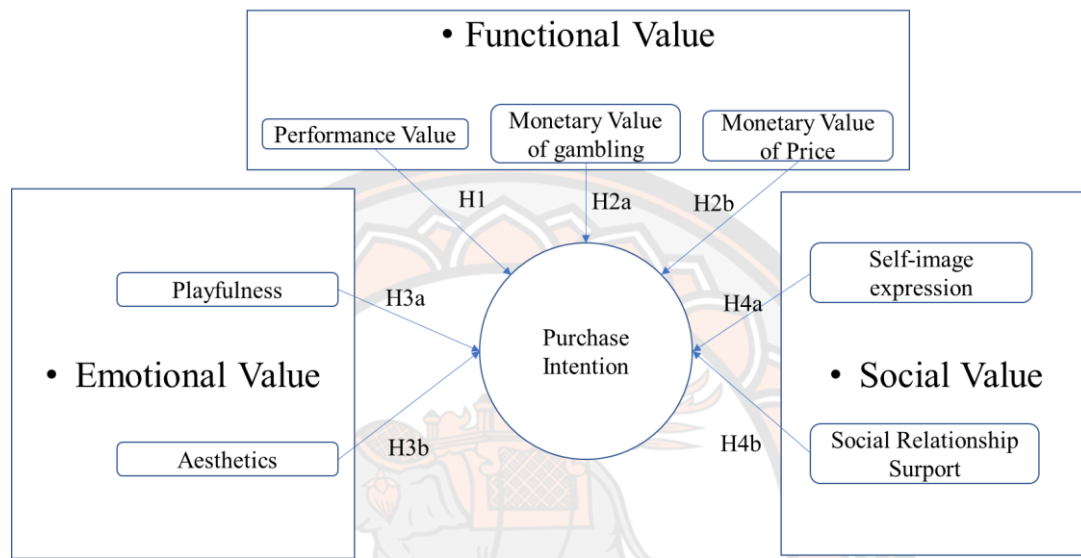 • Functional Value
Performance Value
Monetary Value
of gambling
Monetary Value
of Price
H1
H2a
H2b
Playfulness
H3a
• Emotional Value
Aesthetics
H3b
Purchase
Intention
Self-image
expression
H4a
• Social Value
H4b
Social Relationship
Surport